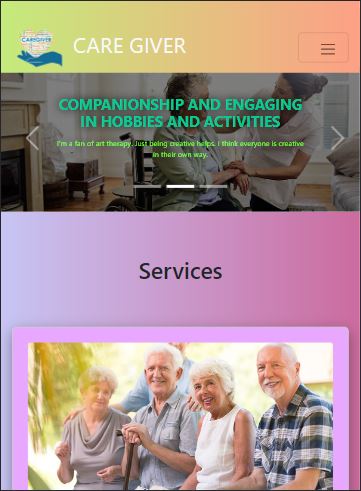 CAREGIVER
CARE GIVER
COMPANIONSHIP AND ENGAGING
IN HOBBIES AND ACTIVITIES
I'm a fan of art therapy. Just being creative helps. I think everyone is creative
in their own way.
Services